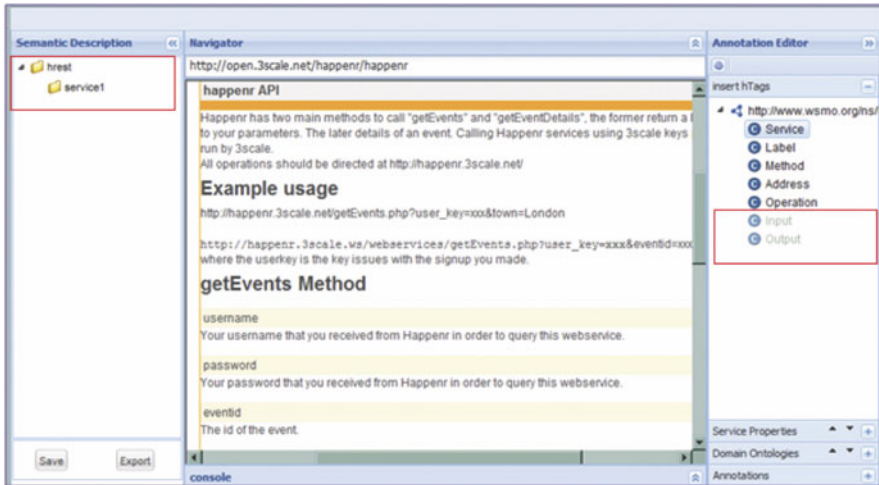 Semantic Description
hrest
service1
Save
Export
Navigator
http://open.3scale.net/happenr/happenr
happenr API
Happenr has two main methods to call "getEvents" and "getEventDetails", the former return a
to your parameters. The later details of an event. Calling Happenr services using 3scale keys
run by 3scale.
All operations should be directed at http://happenr.3scale.net/
Example usage
http://happenr.3scale.net/getEvents.php?user_key=xxx&town=London
http://happenr.3scale.ws/webservices/getEvents.php?user_key=xxx&eventid=xxx
where the userkey is the key issues with the signup you made.
getEvents Method
username
Your username that you received from Happenr in order to query this webservice.
password
Your password that you received from Happenr in order to query this webservice.
eventid
The id of the event.
console
Annotation Editor
insert hTags
http://www.wsmo.org/ns/
Service
Label
Method
Address
Operation
Input
Output
Service Properties
Domain Ontologies
Annotations